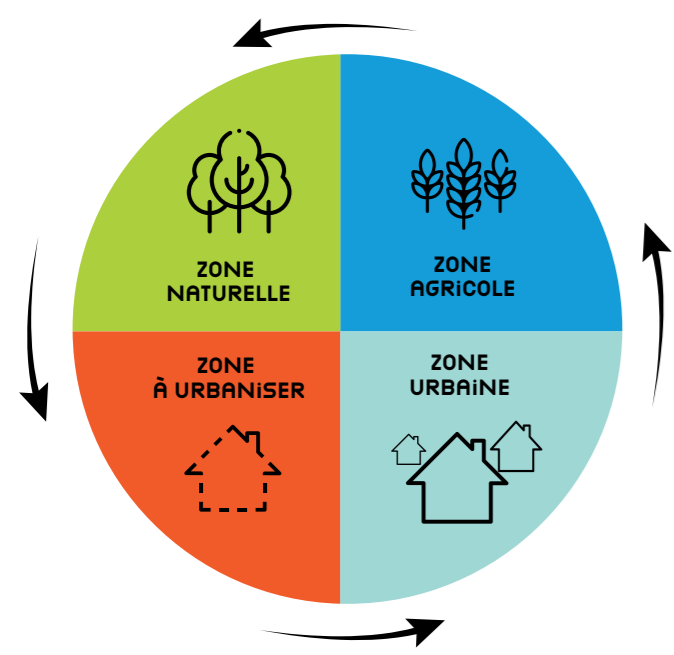 ZONE
NATURELLE
ZONE
AGRiCOLE
ZONE
À URBANiSER
ZONE
URBAiNE